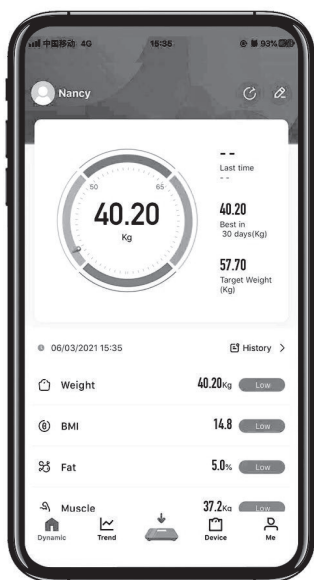 中国移动 4G 15:35 93%
Nancy
50 65
40.20
Kg
--
Last time
--
40.20
Best in
30 days(Kg)
57.70
Target Weight
(Kg)
06/03/2021 15:35 History >
Weight 40.20Kg Low
BMI 14.8 Low
Fat 5.0% Low
Muscle 37.2Kg Low
Dynamic Trend Device Me